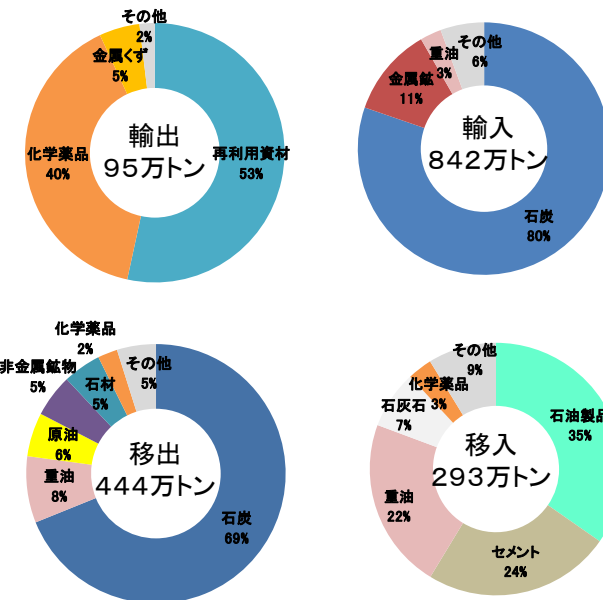 その他
2%
金属くず
5%
化学薬品
40%
輸出
95万トン
再利用資材
53%
その他
6%
重油
3%
金属鉱
11%
輸入
842万トン
石炭
80%
化学薬品
2%
非金属鉱物
5%
石材
5%
その他
5%
原油
6%
重油
8%
移出
444万トン
石炭
69%
その他
9%
化学薬品
3%
石灰石
7%
重油
22%
移入
293万トン
石油製品
35%
セメント
24%